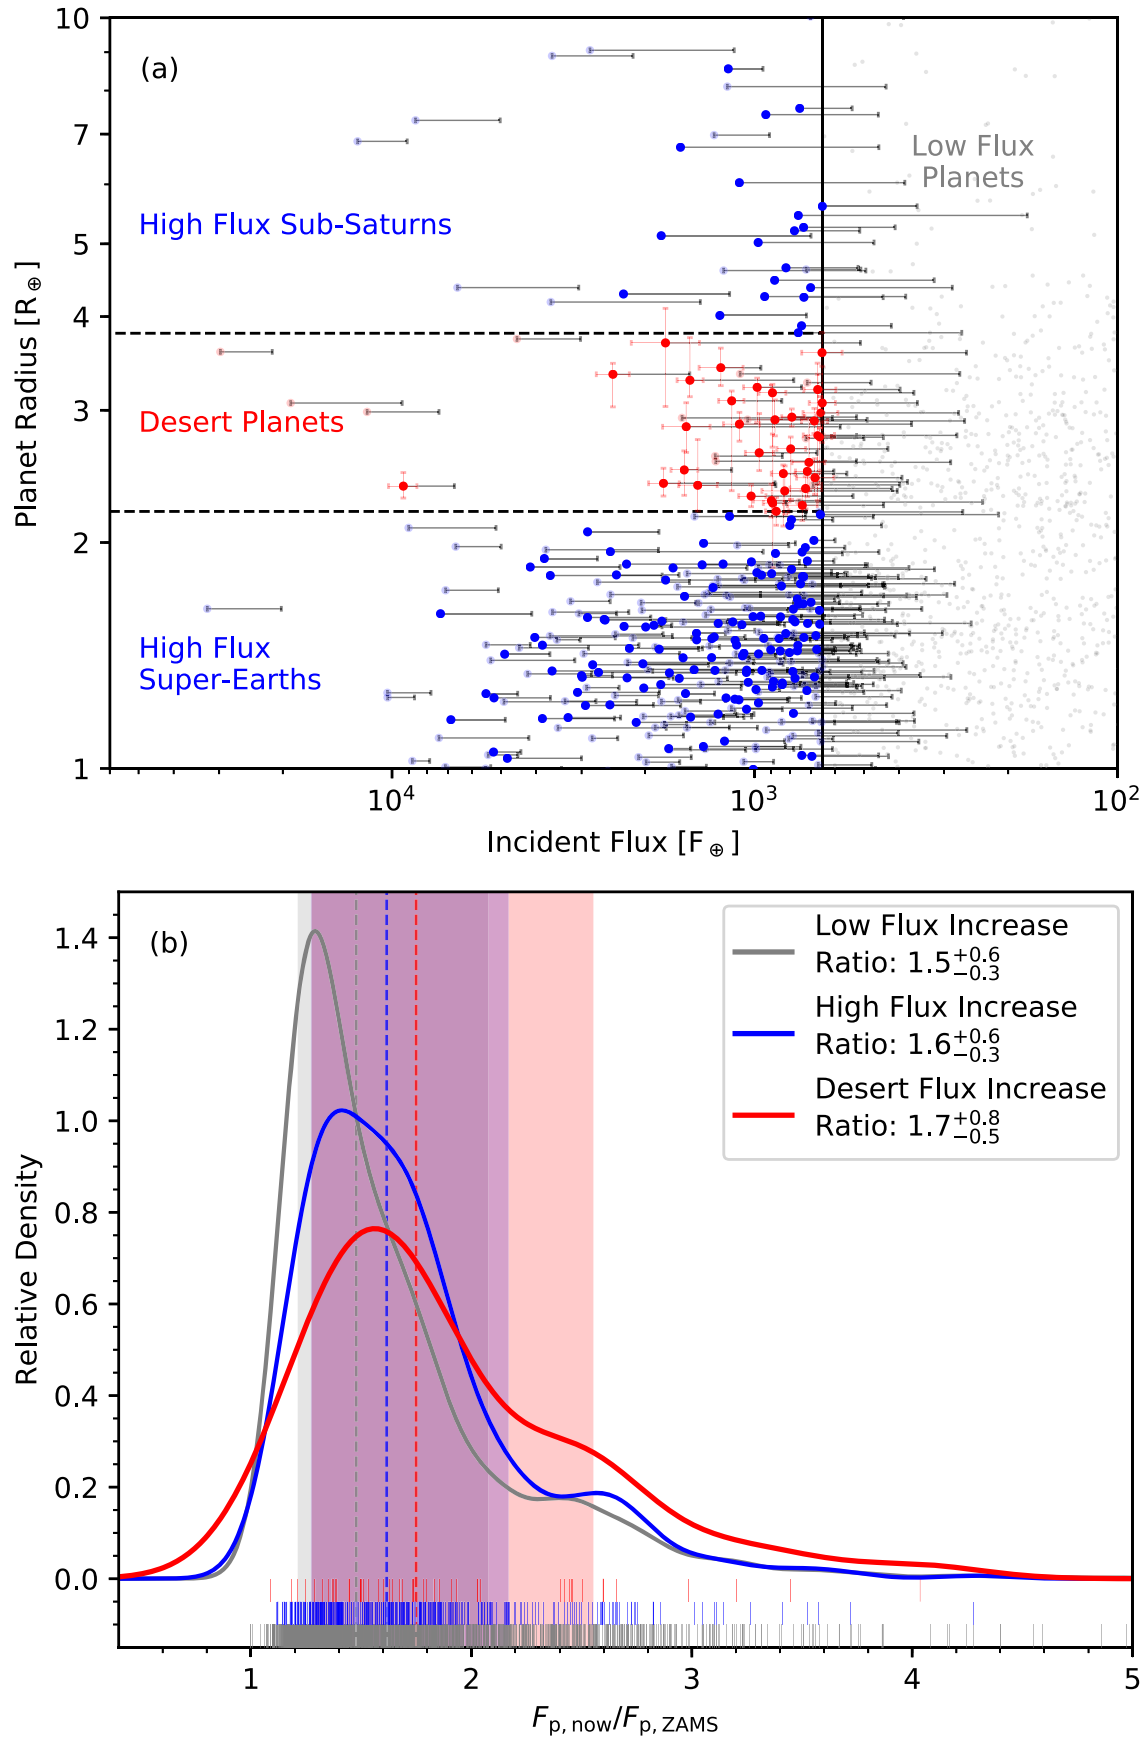 10
7
5
4
3
2
1
Planet Radius [R⊕]
(a)
Low Flux
Planets
High Flux Sub-Saturns
Desert Planets
High Flux
Super-Earths
10⁴
10³
10²
Incident Flux [F⊕]
(b)
1.4
1.2
1.0
0.8
0.6
0.4
0.2
0.0
Relative Density
Low Flux Increase
Ratio: 1.5 +0.6 −0.3
High Flux Increase
Ratio: 1.6 +0.6 −0.3
Desert Flux Increase
Ratio: 1.7 +0.8 −0.5
1
2
3
4
5
F p, now/F p, ZAMS